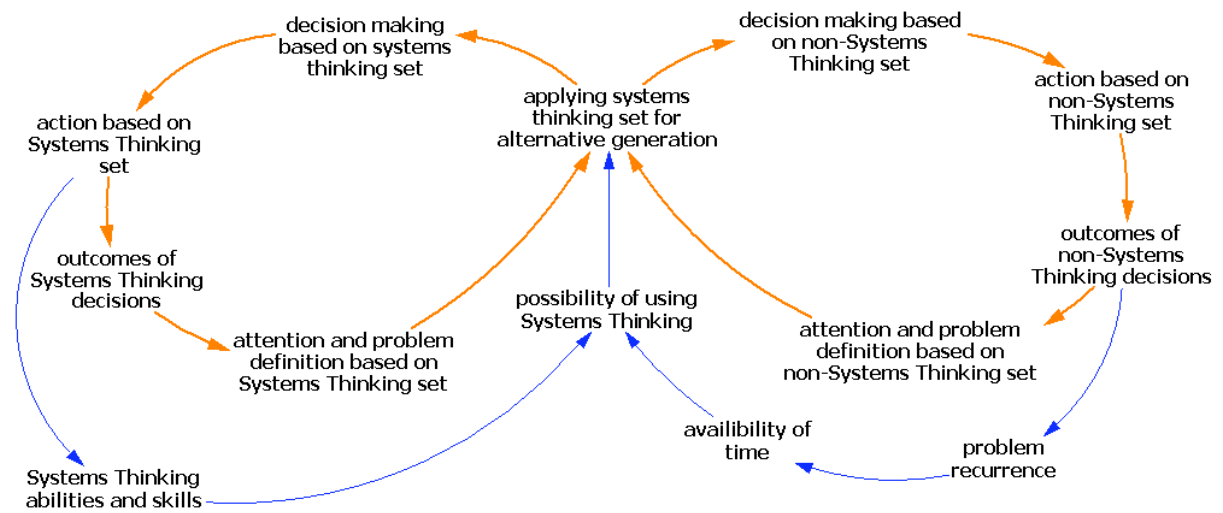 decision making
based on systems
thinking set
decision making based
on non-Systems
Thinking set
applying systems
thinking set for
alternative generation
action based on
non-Systems
Thinking set
action based on
Systems Thinking
set
outcomes of
Systems Thinking
decisions
outcomes of
non-Systems
Thinking decisions
possibility of using
Systems Thinking
attention and problem
definition based on
Systems Thinking set
attention and problem
definition based on
non-Systems Thinking set
availibility of
time
problem
recurrence
Systems Thinking
abilities and skills